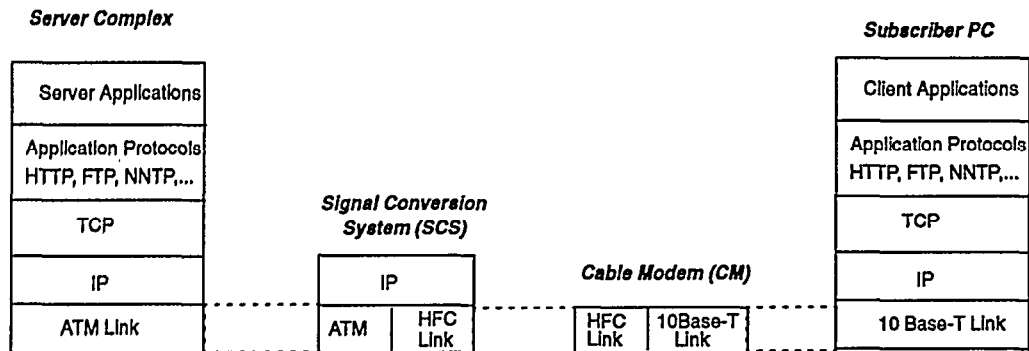 Server Complex
Subscriber PC
Server Applications
Client Applications
Application Protocols
HTTP, FTP, NNTP,...
Application Protocols
HTTP, FTP, NNTP,...
Signal Conversion
System (SCS)
TCP
TCP
Cable Modem (CM)
IP
IP
IP
ATM Link
ATM
HFC
Link
HFC
Link
10Base-T
Link
10 Base-T Link